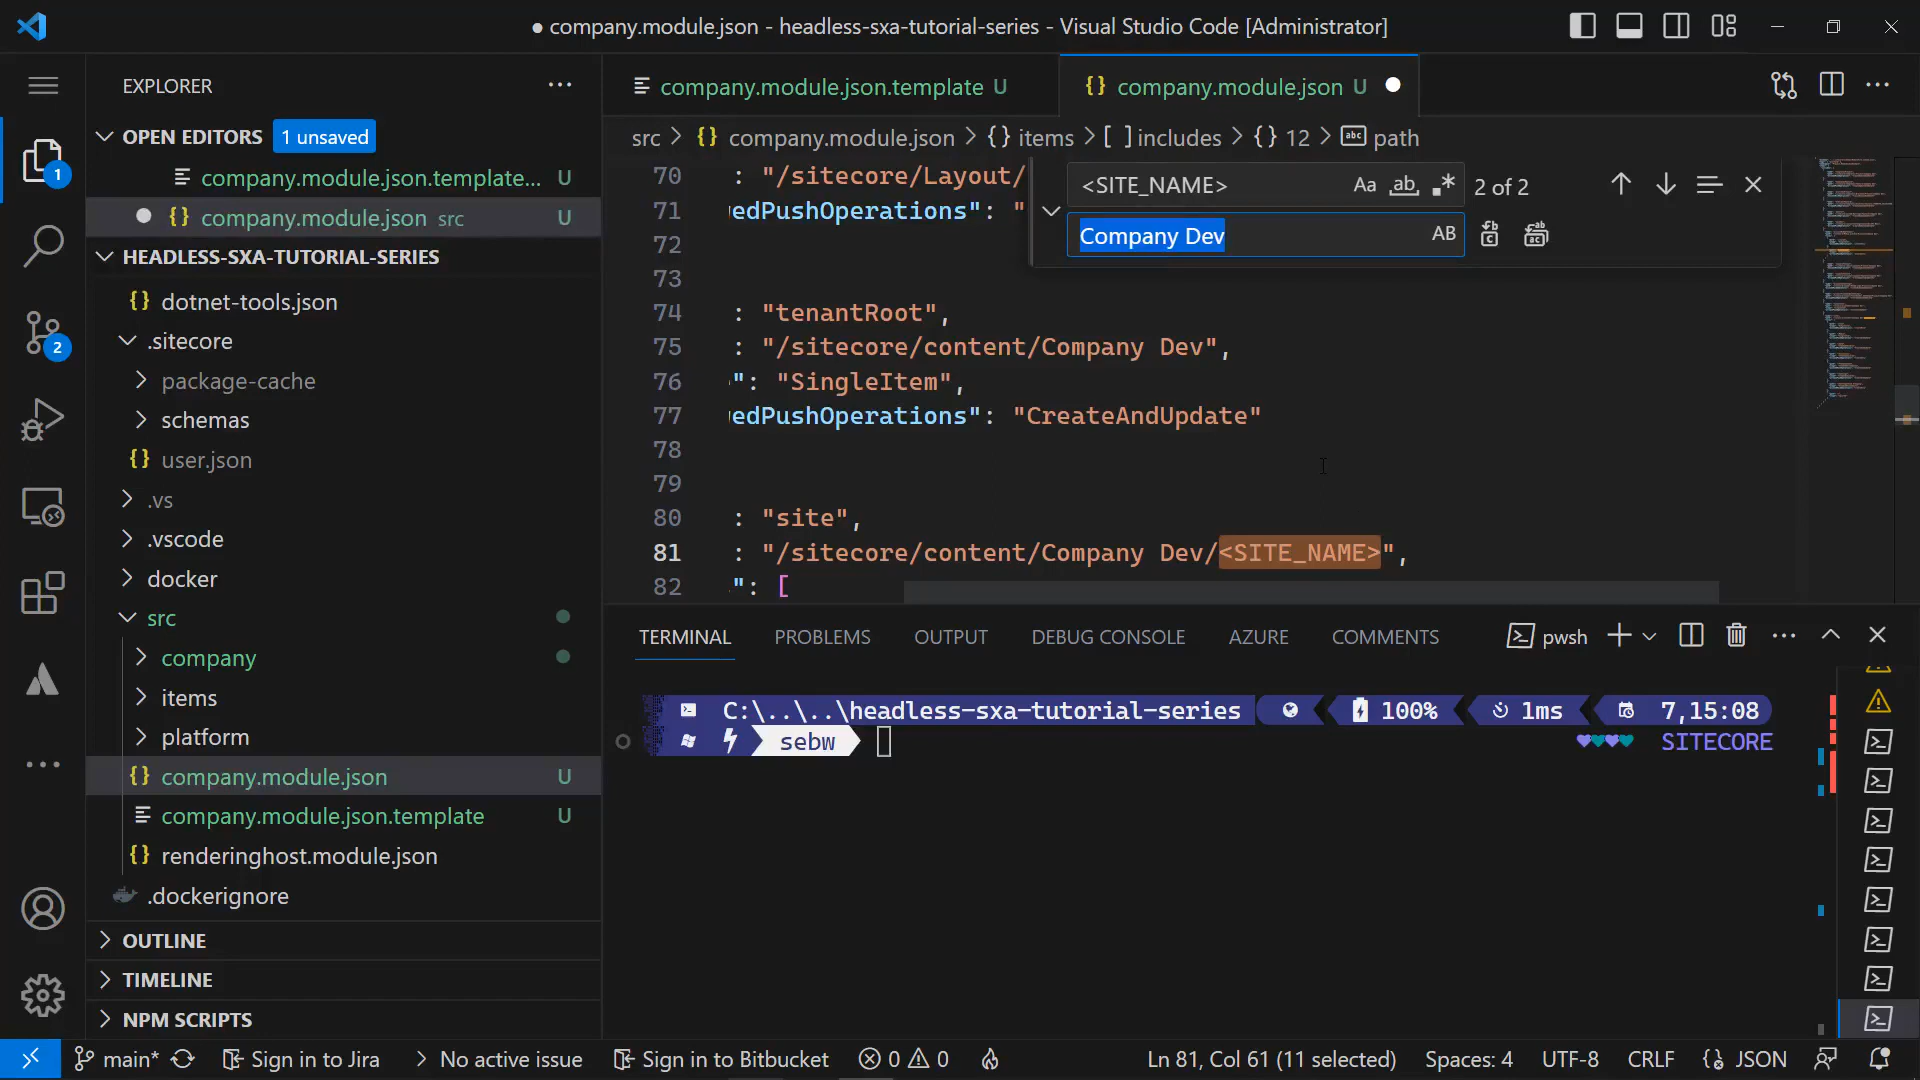 ● company.module.json - headless-sxa-tutorial-series - Visual Studio Code [Administrator]
EXPLORER
OPEN EDITORS 1 unsaved
company.module.json.template... U
company.module.json src U
HEADLESS-SXA-TUTORIAL-SERIES
dotnet-tools.json
.sitecore
package-cache
schemas
user.json
.vs
.vscode
docker
src
company
items
platform
company.module.json U
company.module.json.template U
renderinghost.module.json
.dockerignore
OUTLINE
TIMELINE
NPM SCRIPTS
1
2
company.module.json.template U
{} company.module.json U
src > {} company.module.json > {} items > [ ] includes > {} 12 > abc path
<SITE_NAME> Aa ab 2 of 2
Company Dev AB
70 : "/sitecore/Layout/
71 edPushOperations": "
72
73
74 : "tenantRoot",
75 : "/sitecore/content/Company Dev",
76 ": "SingleItem",
77 edPushOperations": "CreateAndUpdate"
78
79
80 : "site",
81 : "/sitecore/content/Company Dev/<SITE_NAME>",
82 ": [
TERMINAL PROBLEMS OUTPUT DEBUG CONSOLE AZURE COMMENTS pwsh
C:\..\..\headless-sxa-tutorial-series 100% 1ms 7,15:08
sebw SITECORE
main* Sign in to Jira No active issue Sign in to Bitbucket 0 0 Ln 81, Col 61 (11 selected) Spaces: 4 UTF-8 CRLF JSON